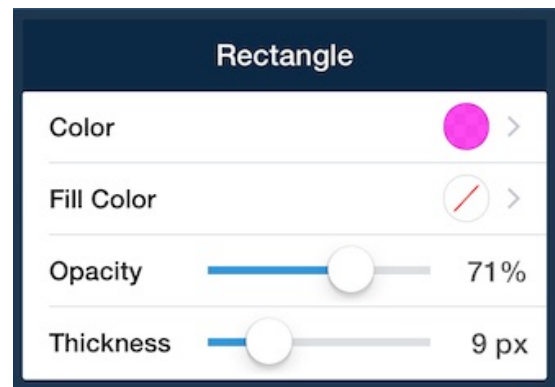 Rectangle
Color
Fill Color
Opacity 71%
Thickness 9 px